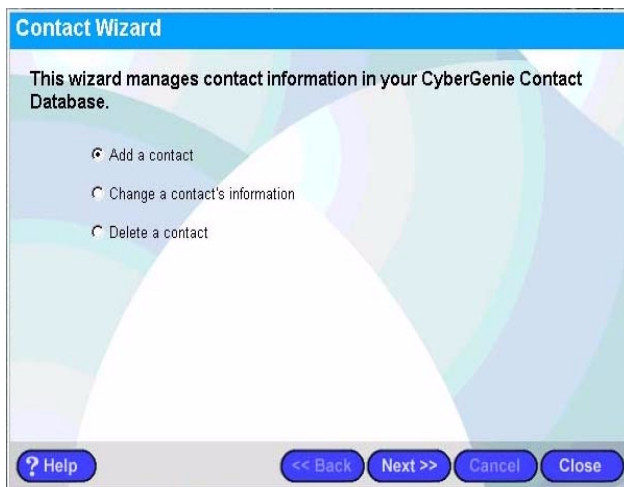 Contact Wizard
This wizard manages contact information in your CyberGenie Contact
Database.
Add a contact
Change a contact's information
Delete a contact
? Help
<< Back
Next >>
Cancel
Close